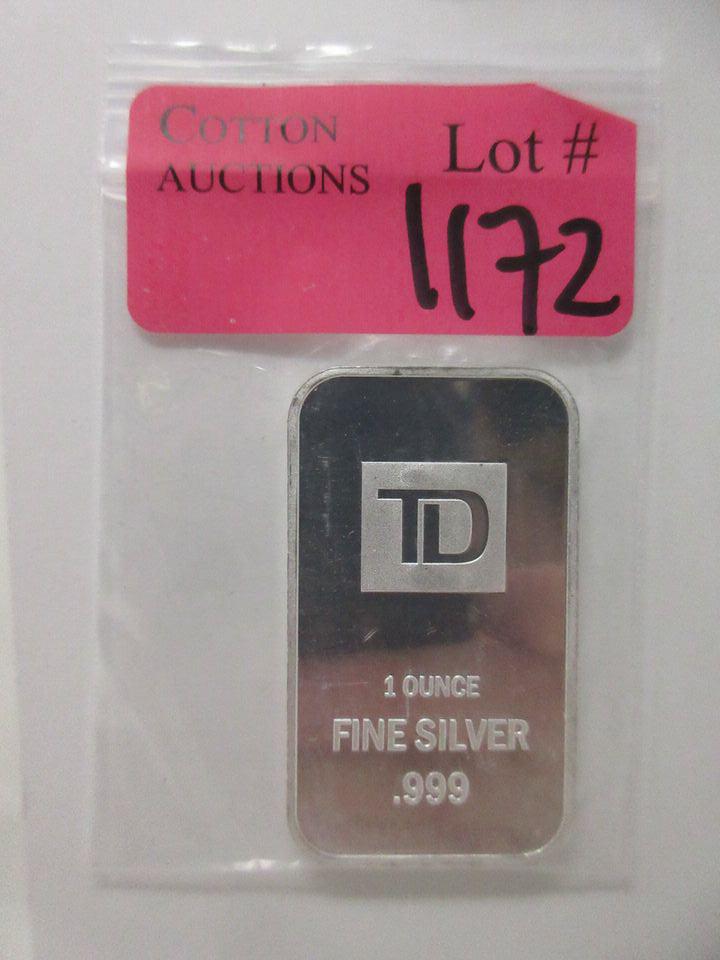 COTTON
AUCTIONS
Lot #
1172
TD
1 OUNCE
FINE SILVER
.999